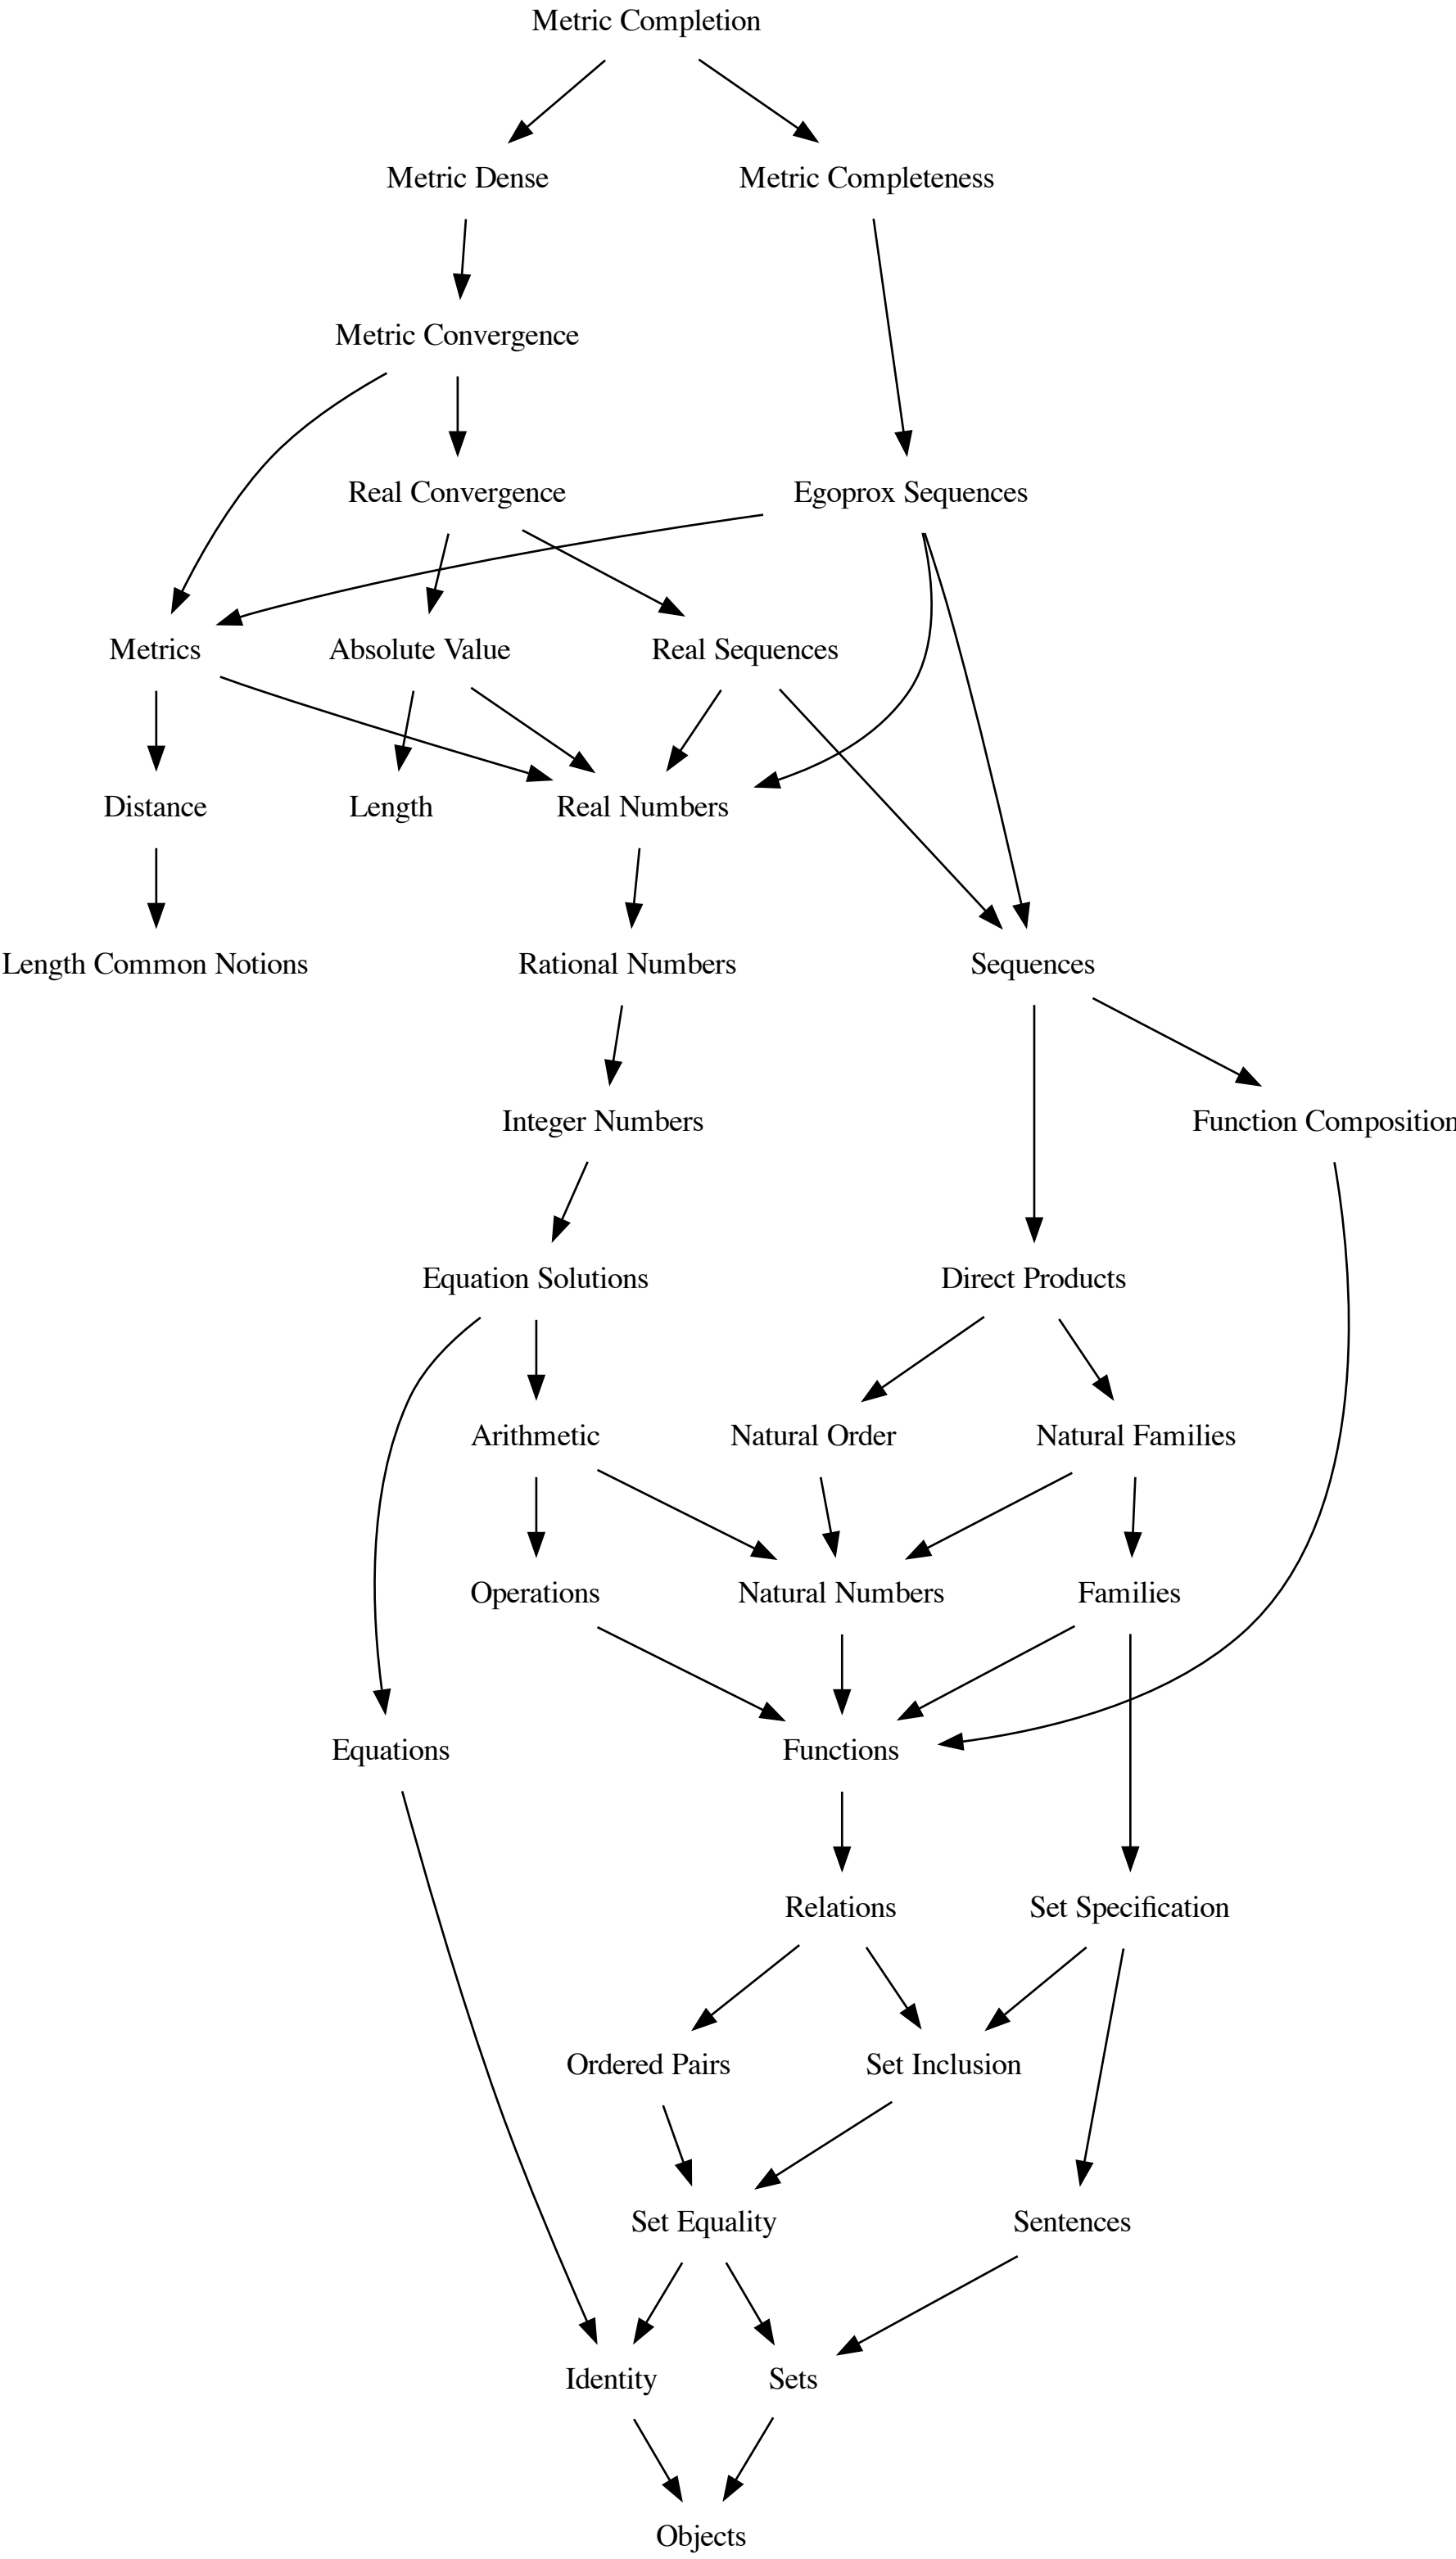 Metric Completion
Metric Dense
Metric Completeness
Metric Convergence
Real Convergence
Egoprox Sequences
Metrics
Absolute Value
Real Sequences
Distance
Length
Real Numbers
Length Common Notions
Rational Numbers
Sequences
Integer Numbers
Function Composition
Equation Solutions
Direct Products
Arithmetic
Natural Order
Natural Families
Operations
Natural Numbers
Families
Equations
Functions
Relations
Set Specification
Ordered Pairs
Set Inclusion
Set Equality
Sentences
Identity
Sets
Objects